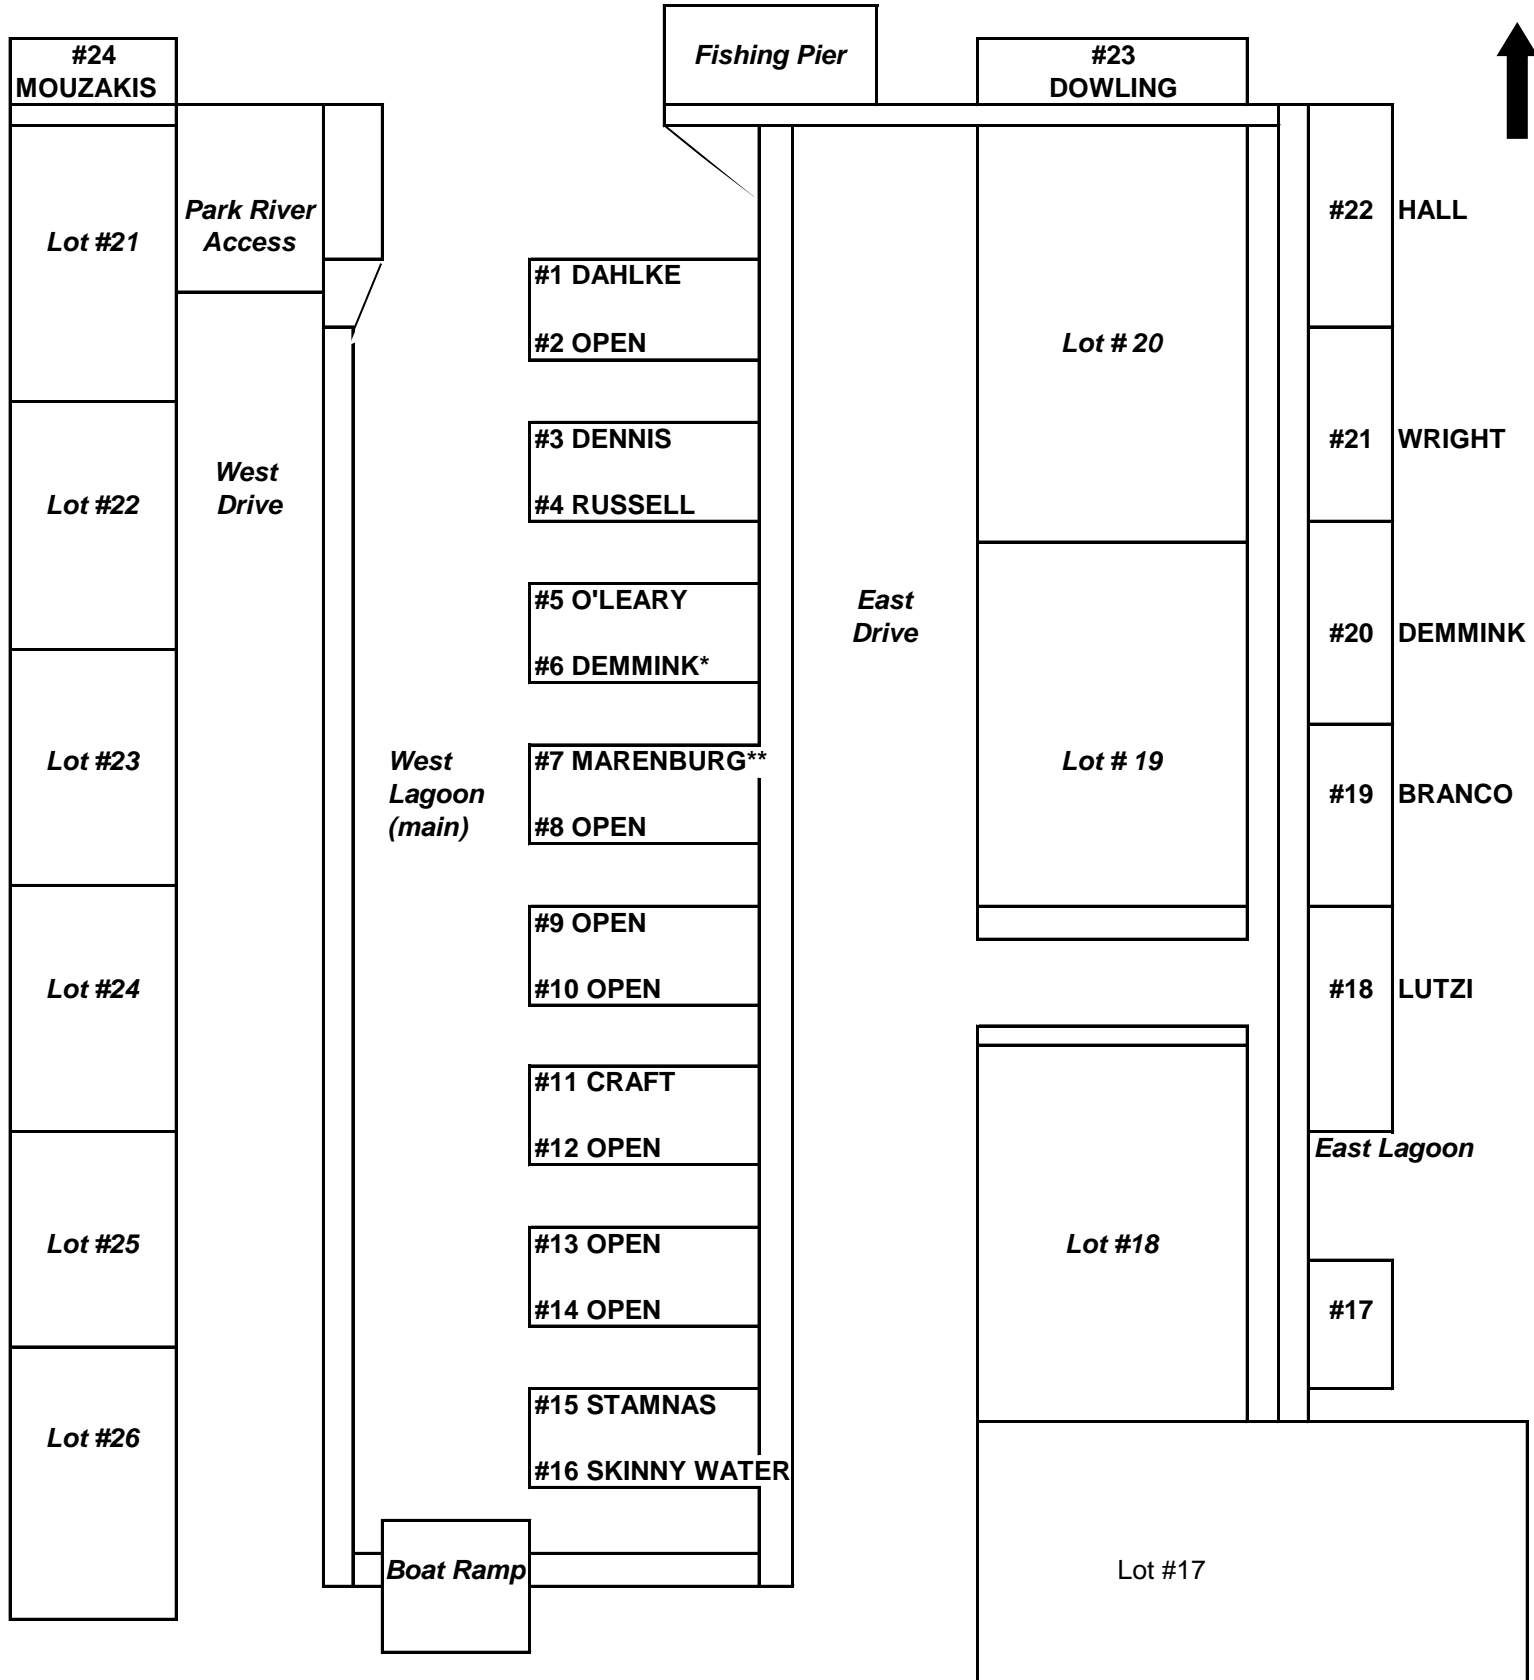 #24
MOUZAKIS
Fishing Pier
#23
DOWLING
Lot #21
Park River
Access
#22 HALL
#1 DAHLKE
#2 OPEN
Lot # 20
West
Drive
Lot #22
#3 DENNIS
#4 RUSSELL
#21 WRIGHT
#5 O'LEARY
#6 DEMMINK*
East
Drive
#20 DEMMINK
Lot #23
West
Lagoon
(main)
#7 MARENBURG**
#8 OPEN
Lot # 19
#19 BRANCO
#9 OPEN
#10 OPEN
Lot #24
#18 LUTZI
#11 CRAFT
#12 OPEN
East Lagoon
Lot #25
#13 OPEN
#14 OPEN
Lot #18
#17
#15 STAMNAS
#16 SKINNY WATER
Lot #26
Boat Ramp
Lot #17